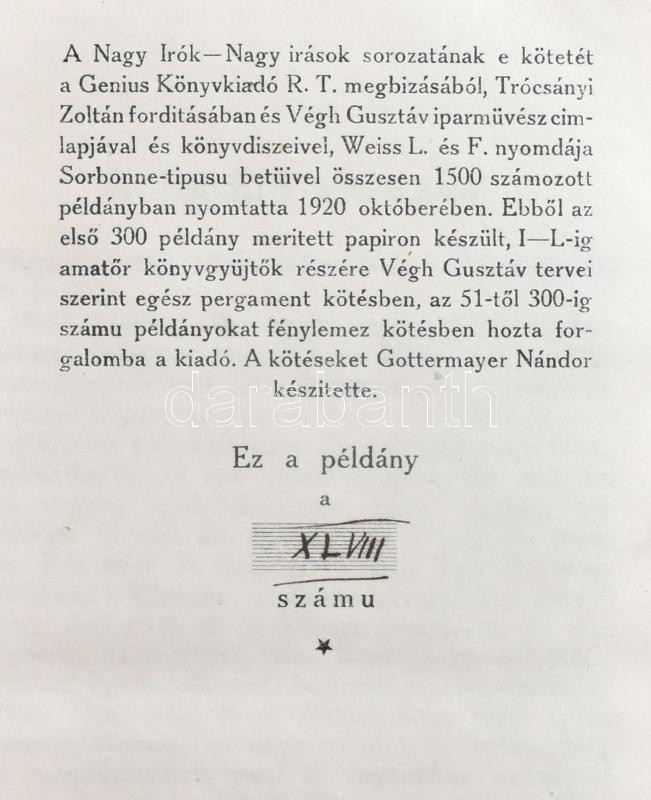 A Nagy Irók—Nagy irások sorozatának e kötetét
a Genius Könyvkiadó R. T. megbizásából, Trócsányi
Zoltán forditásában és Végh Gusztáv iparmüvész cim-
lapjával és könyvdiszeivel, Weiss L. és F. nyomdája
Sorbonne-tipusu betüivel összesen 1500 számozott
példányban nyomtatta 1920 októberében. Ebből az
első 300 példány meritett papiron készült, I—L-ig
amatőr könyvgyüjtők részére Végh Gusztáv tervei
szerint egész pergament kötésben, az 51-től 300-ig
számu példányokat fénylemez kötésben hozta for-
galomba a kiadó. A kötéseket Gottermayer Nándor
készitette.
darabanth
Ez a példány
a
XLVIII
számu